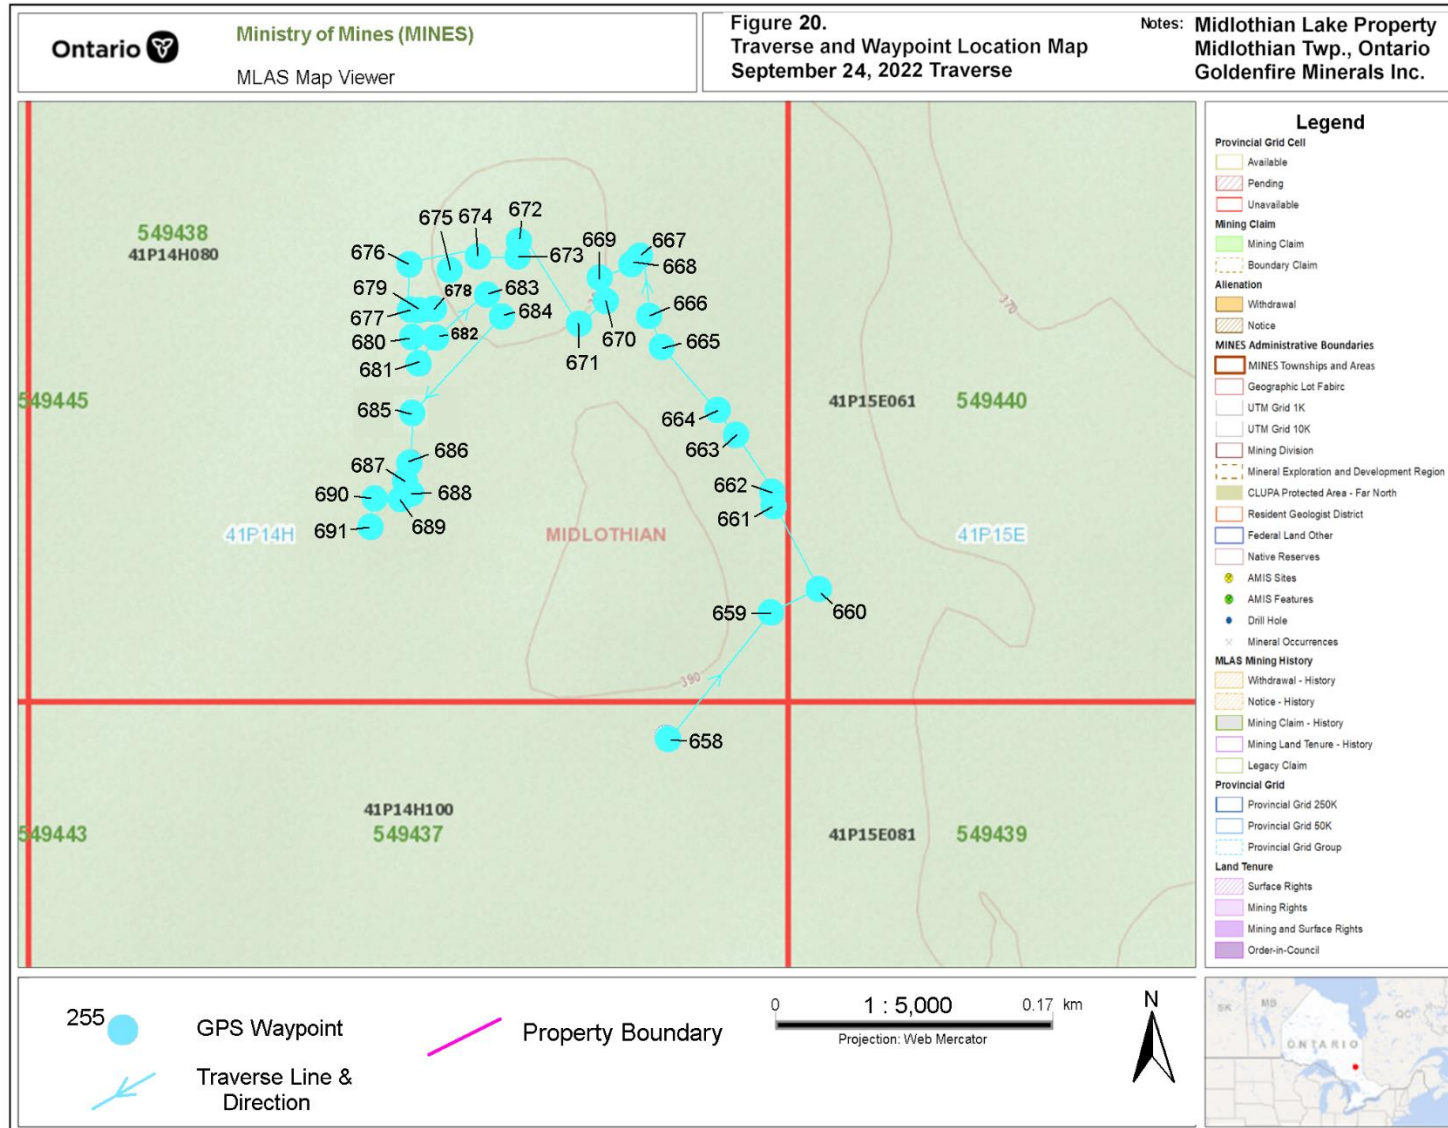 Ontario
Ministry of Mines (MINES)
MLAS Map Viewer
Figure 20.
Traverse and Waypoint Location Map
September 24, 2022 Traverse
Notes: Midlothian Lake Property
Midlothian Twp., Ontario
Goldenfire Minerals Inc.
549438
41P14H080
675
674
672
676
673
669
667
668
679
678
683
677
684
680
682
670
666
671
681
665
370
549445
685
664
41P15E061
549440
663
686
687
662
690
688
661
691
689
41P14H
MIDLOTHIAN
41P15E
659
660
390
658
41P14H100
549443
549437
41P15E081
549439
Legend
Provincial Grid Cell
Available
Pending
Unavailable
Mining Claim
Mining Claim
Boundary Claim
Alienation
Withdrawal
Notice
MINES Administrative Boundaries
MINES Townships and Areas
Geographic Lot Fabirc
UTM Grid 1K
UTM Grid 10K
Mining Division
Mineral Exploration and Development Region
CLUPA Protected Area - Far North
Resident Geologist District
Federal Land Other
Native Reserves
AMIS Sites
AMIS Features
Drill Hole
Mineral Occurrences
MLAS Mining History
Withdrawal - History
Notice - History
Mining Claim - History
Mining Land Tenure - History
Legacy Claim
Provincial Grid
Provincial Grid 250K
Provincial Grid 50K
Provincial Grid Group
Land Tenure
Surface Rights
Mining Rights
Mining and Surface Rights
Order-in-Council
255
GPS Waypoint
Traverse Line &
Direction
Property Boundary
0 1 : 5,000 0.17 km
Projection: Web Mercator
N
SK
MB
QC
ONTARIO